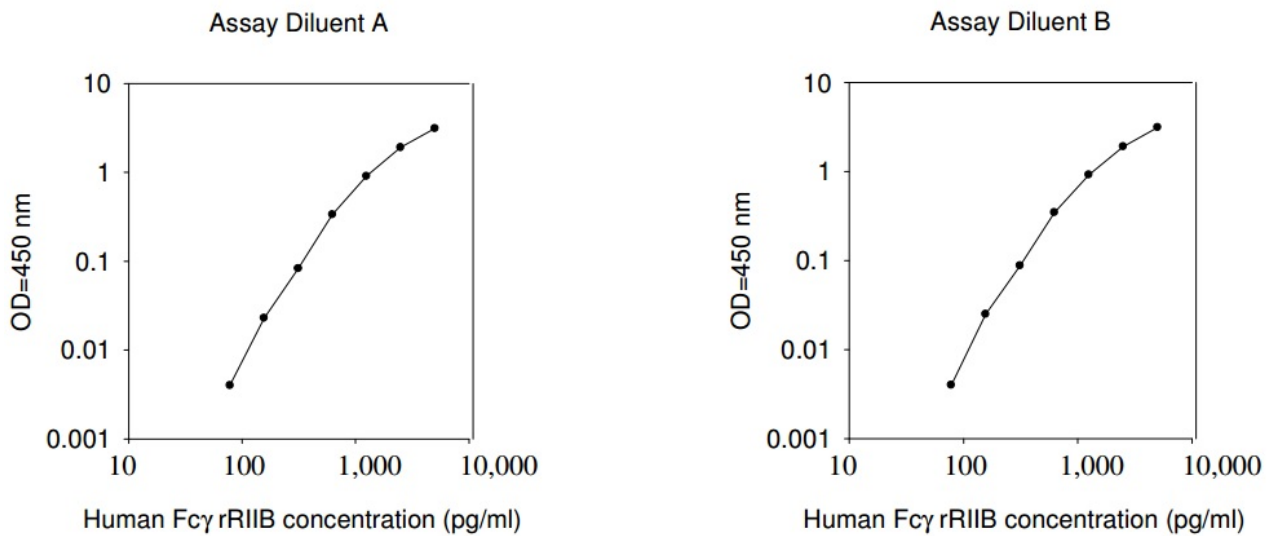 Assay Diluent A
10
1
0.1
0.01
0.001
10 100 1,000 10,000
OD=450 nm
Human Fcγ rRIIB concentration (pg/ml)
Assay Diluent B
10
1
0.1
0.01
0.001
10 100 1,000 10,000
OD=450 nm
Human Fcγ rRIIB concentration (pg/ml)